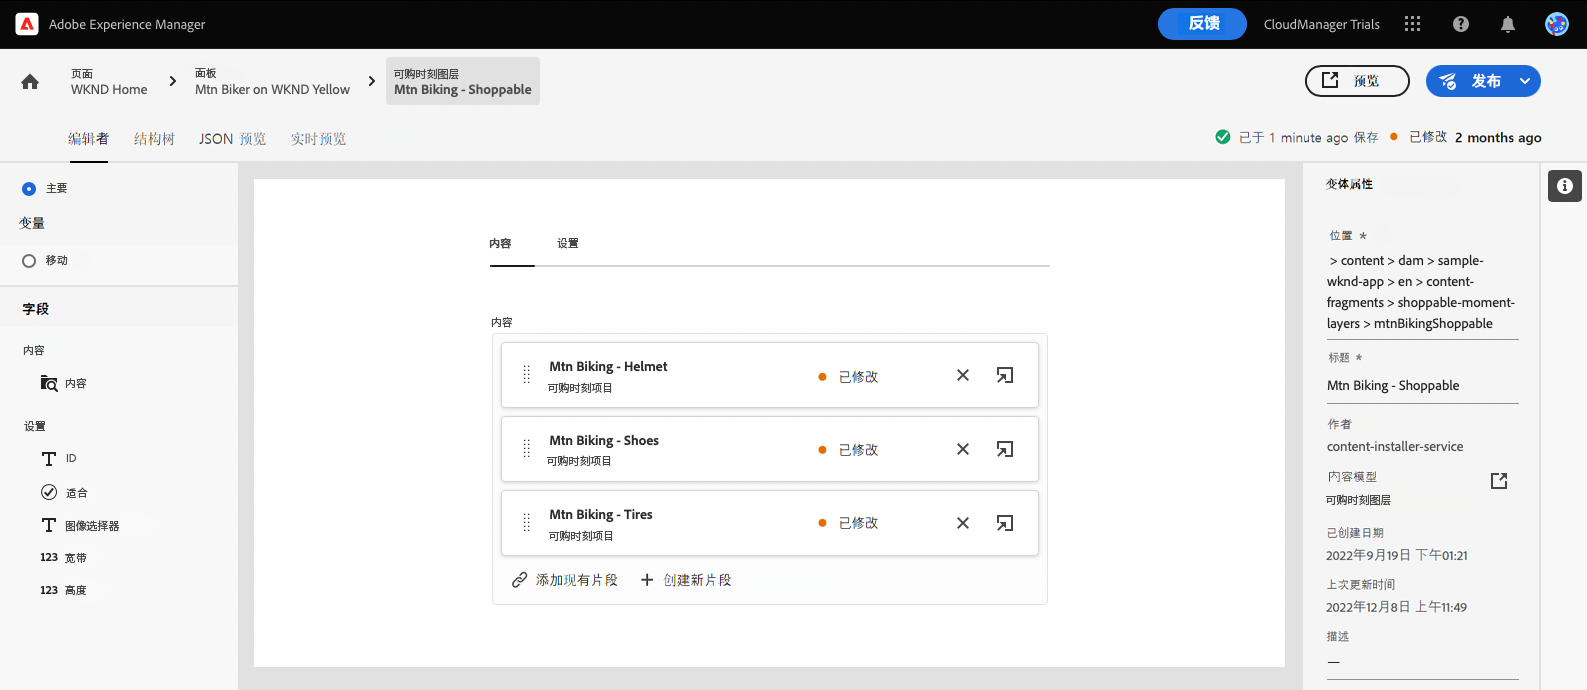 Adobe Experience Manager
反馈
CloudManager Trials
页面
WKND Home
面板
Mtn Biker on WKND Yellow
可购时刻图层
Mtn Biking - Shoppable
预览
发布
编辑者
结构树
JSON 预览
实时预览
已于 1 minute ago 保存
已修改 2 months ago
主要
变量
移动
字段
内容
内容
设置
ID
适合
图像选择器
123 宽带
123 高度
内容
设置
内容
Mtn Biking - Helmet
可购时刻项目
已修改
Mtn Biking - Shoes
可购时刻项目
已修改
Mtn Biking - Tires
可购时刻项目
已修改
添加现有片段
创建新片段
变体属性
位置 *
> content > dam > sample-
wknd-app > en > content-
fragments > shoppable-moment-
layers > mtnBikingShoppable
标题 *
Mtn Biking - Shoppable
作者
content-installer-service
内容模型
可购时刻图层
已创建日期
2022年9月19日 下午01:21
上次更新时间
2022年12月8日 上午11:49
描述
—